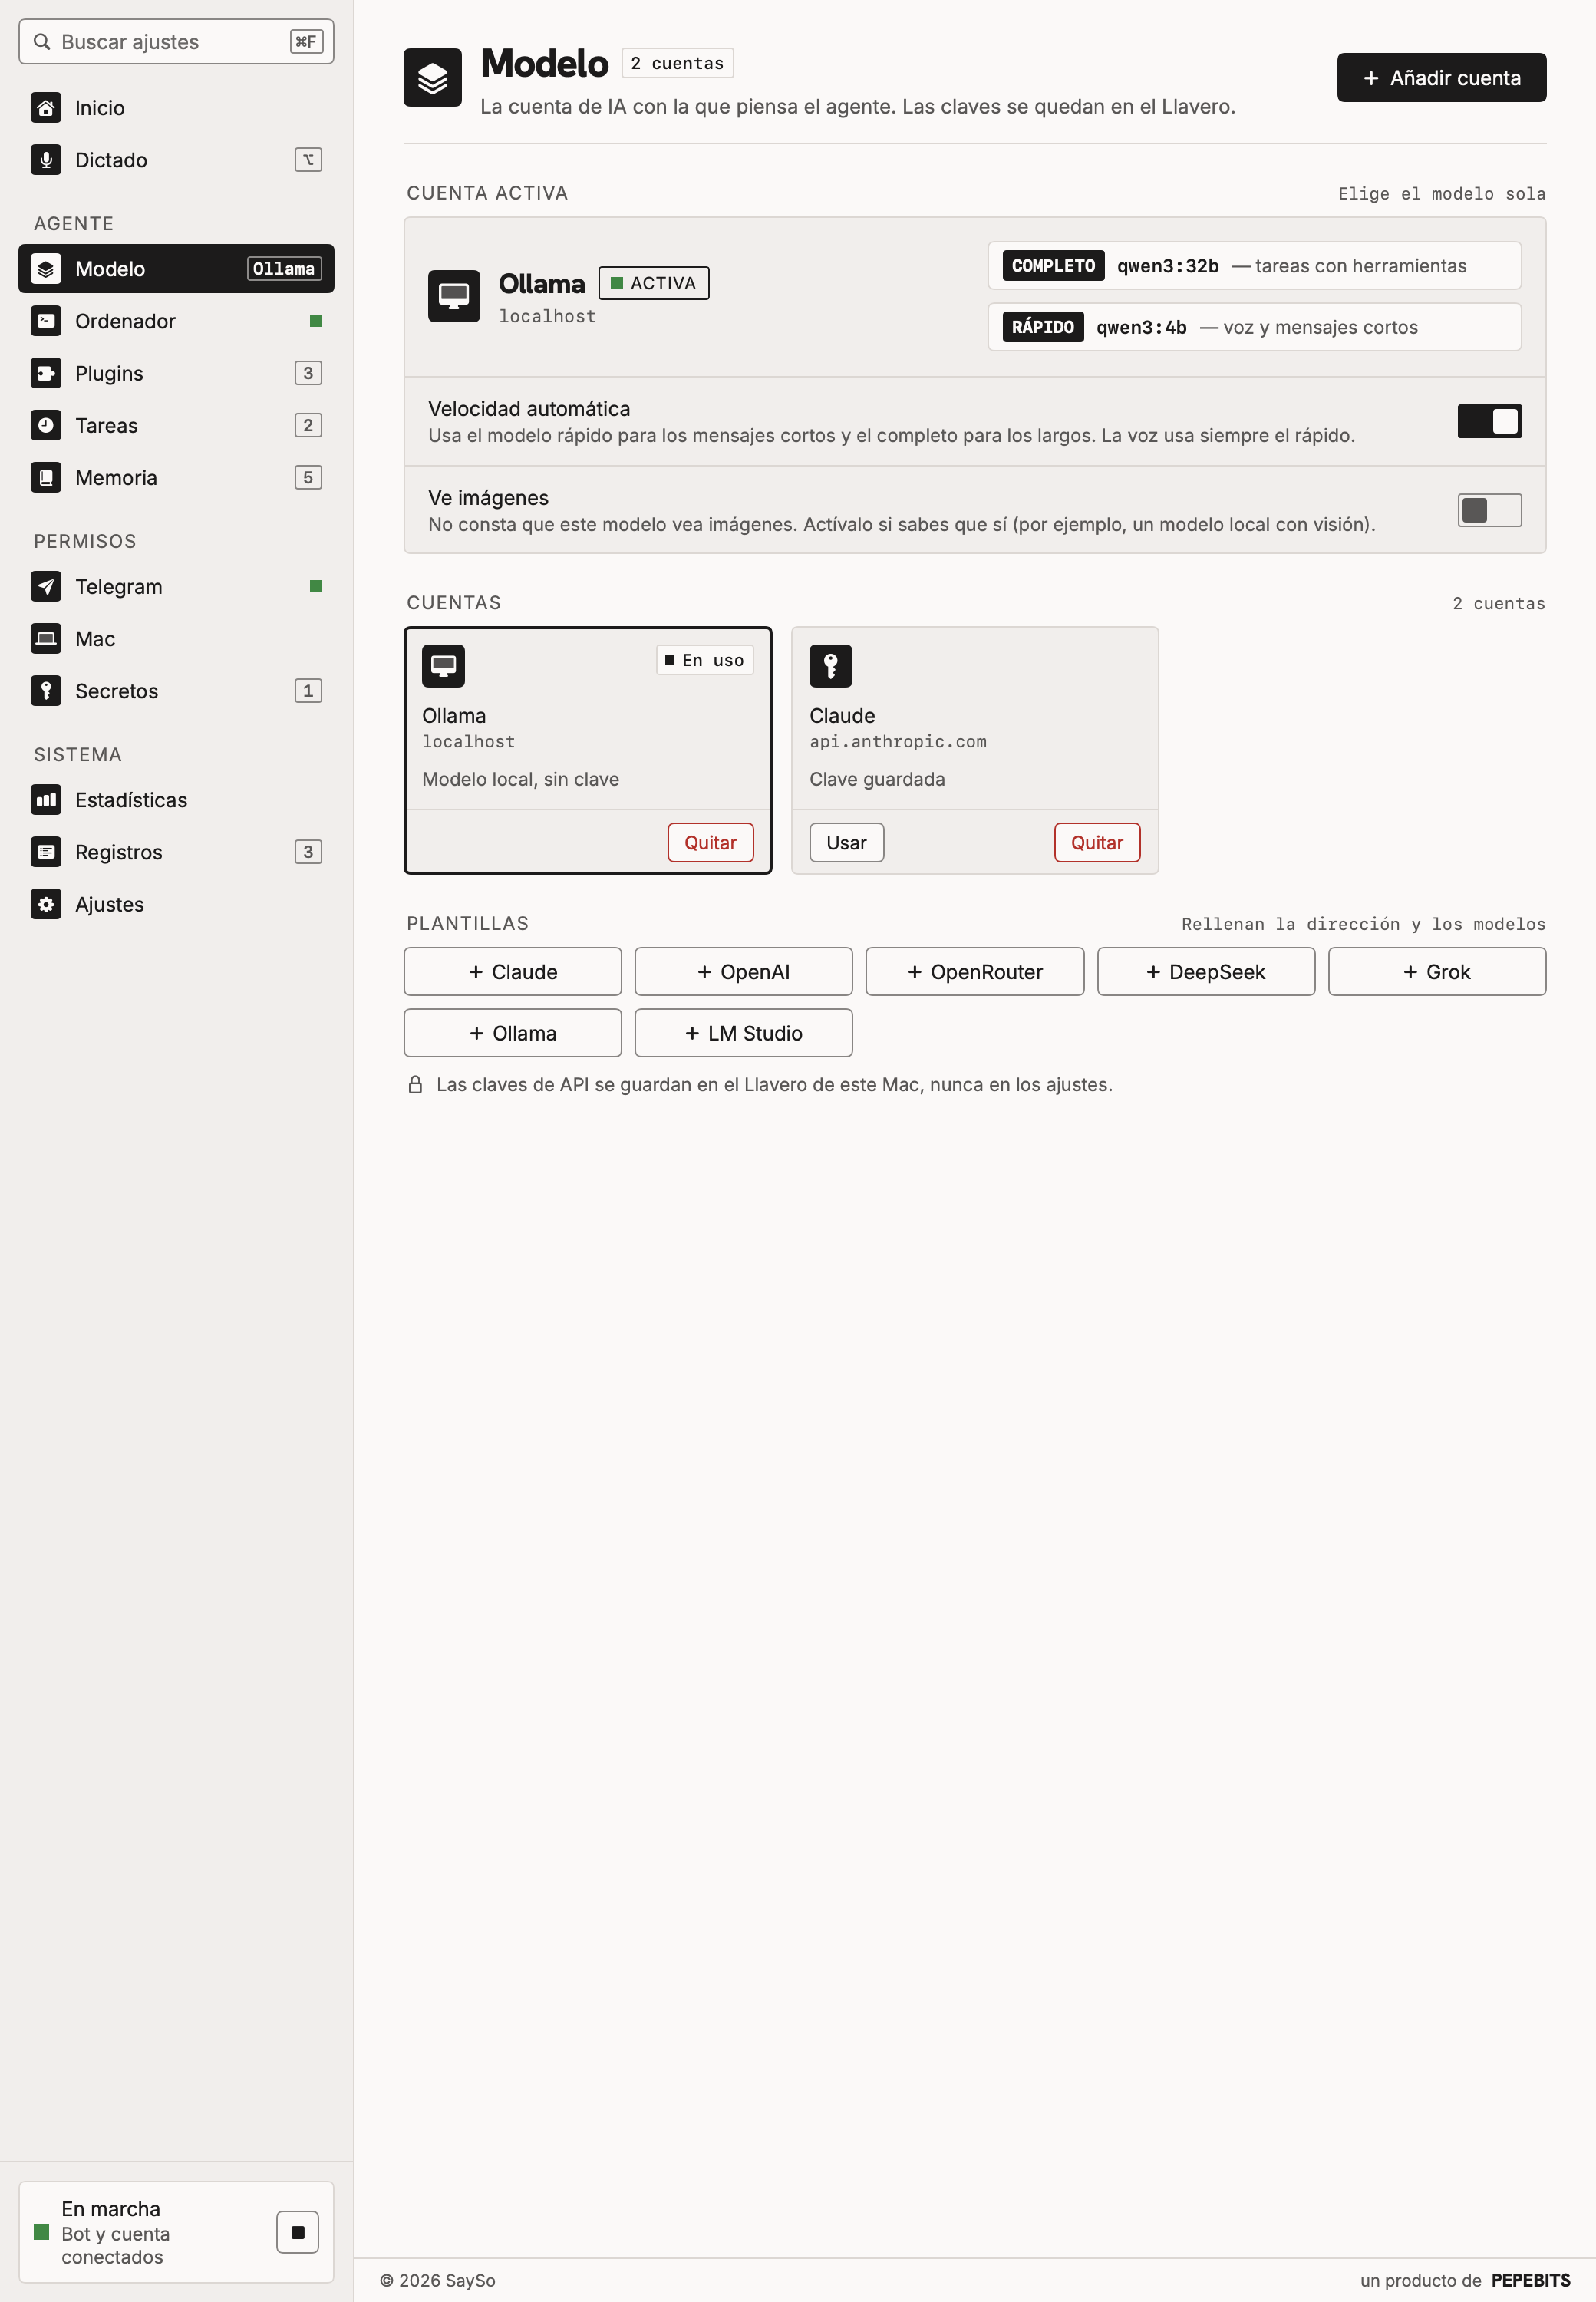 Buscar ajustes ⌘F
Inicio
Dictado ⌥
AGENTE
Modelo Ollama
Ordenador
Plugins 3
Tareas 2
Memoria 5
PERMISOS
Telegram
Mac
Secretos 1
SISTEMA
Estadísticas
Registros 3
Ajustes
En marcha
Bot y cuenta
conectados
Modelo 2 cuentas
La cuenta de IA con la que piensa el agente. Las claves se quedan en el Llavero.
+ Añadir cuenta
CUENTA ACTIVA Elige el modelo sola
Ollama ACTIVA
localhost
COMPLETO qwen3:32b — tareas con herramientas
RÁPIDO qwen3:4b — voz y mensajes cortos
Velocidad automática
Usa el modelo rápido para los mensajes cortos y el completo para los largos. La voz usa siempre el rápido.
Ve imágenes
No consta que este modelo vea imágenes. Actívalo si sabes que sí (por ejemplo, un modelo local con visión).
CUENTAS 2 cuentas
En uso
Ollama
localhost
Modelo local, sin clave
Quitar
Claude
api.anthropic.com
Clave guardada
Usar Quitar
PLANTILLAS Rellenan la dirección y los modelos
+ Claude + OpenAI + OpenRouter + DeepSeek + Grok
+ Ollama + LM Studio
Las claves de API se guardan en el Llavero de este Mac, nunca en los ajustes.
© 2026 SaySo un producto de PEPEBITS